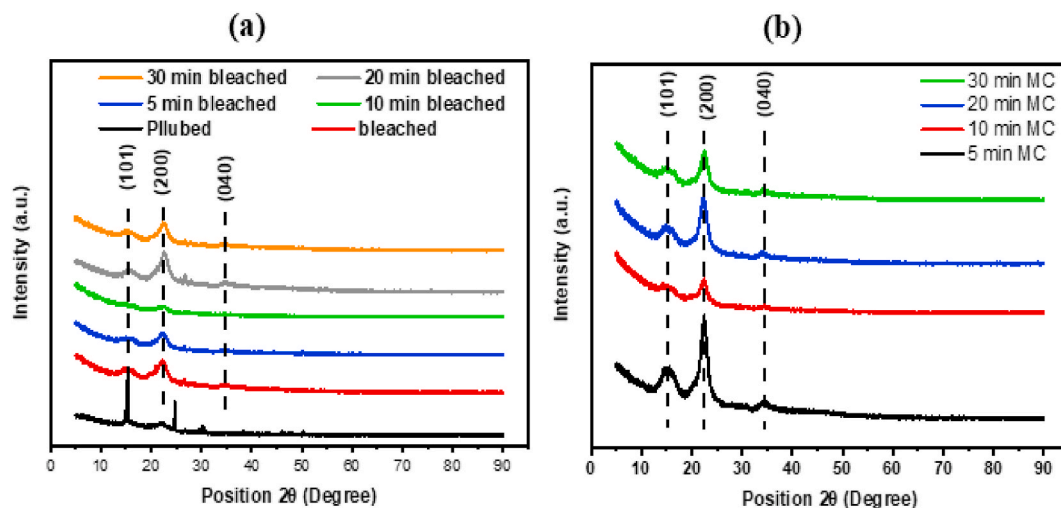 (a)
30 min bleached
20 min bleached
5 min bleached
10 min bleached
Pllubed
bleached
(101)
(200)
(040)
Intensity (a.u.)
0 10 20 30 40 50 60 70 80 90
Position 2θ (Degree)
(b)
30 min MC
20 min MC
10 min MC
5 min MC
(101)
(200)
(040)
Intensity (a.u.)
0 10 20 30 40 50 60 70 80 90
Position 2θ (Degree)